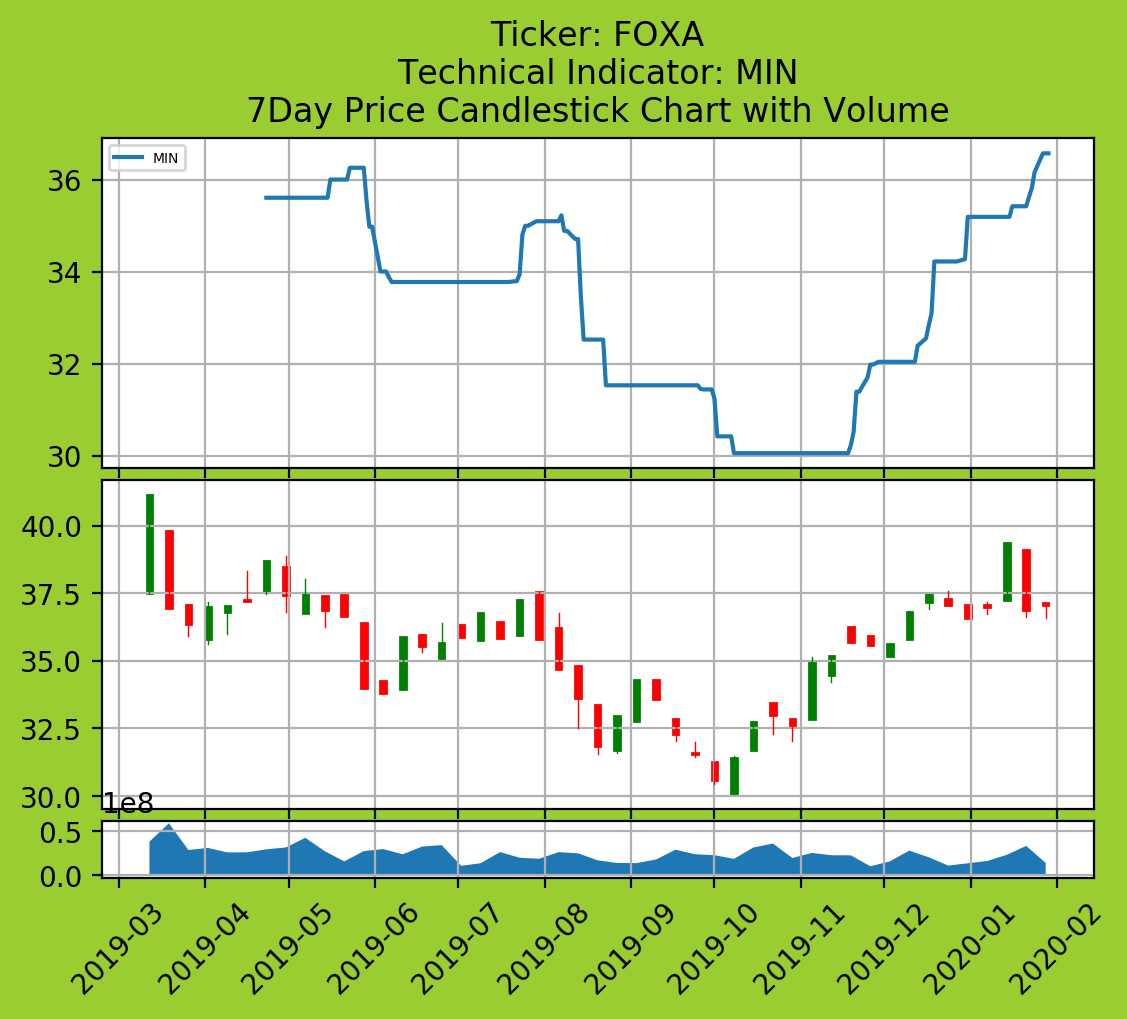 Ticker: FOXA
Technical Indicator: MIN
7Day Price Candlestick Chart with Volume
MIN
36
34
32
30
40.0
37.5
35.0
32.5
30.0
1e8
0.5
0.0
2019-03 2019-04 2019-05 2019-06 2019-07 2019-08 2019-09 2019-10 2019-11 2019-12 2020-01 2020-02